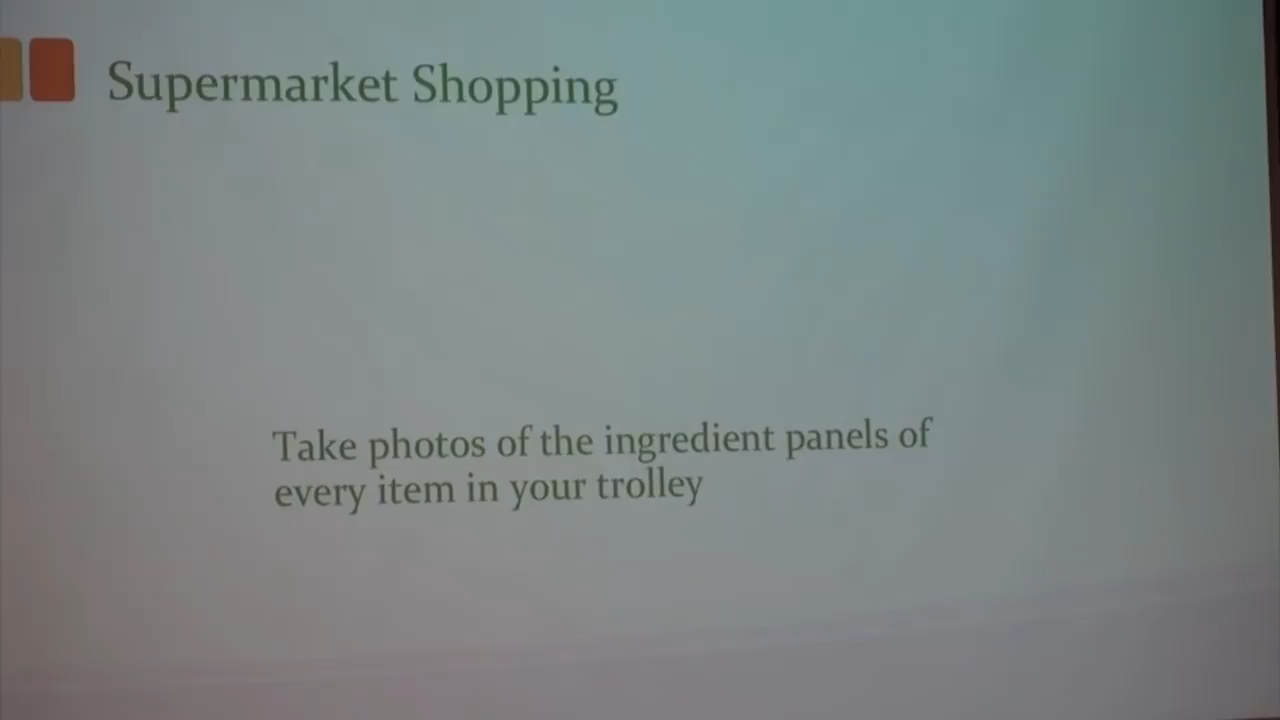 Supermarket Shopping
Take photos of the ingredient panels of
every item in your trolley